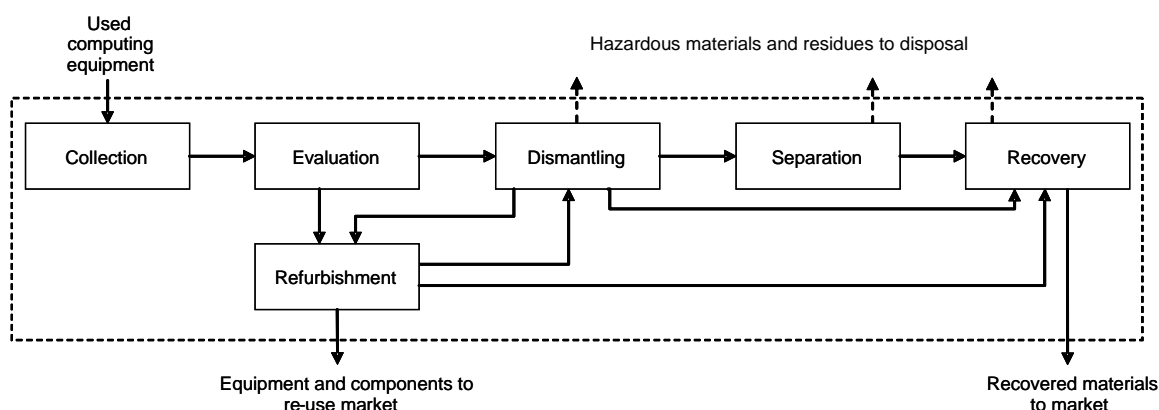 Used
computing
equipment
Hazardous materials and residues to disposal
Collection
Evaluation
Dismantling
Separation
Recovery
Refurbishment
Equipment and components to
re-use market
Recovered materials
to market